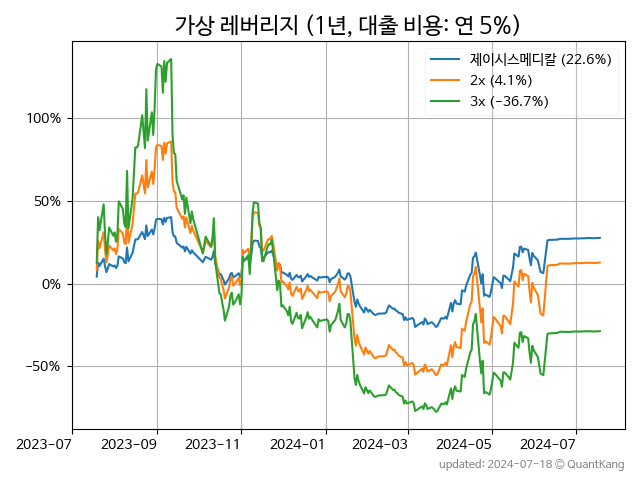 가상 레버리지 (1년, 대출 비용: 연 5%)
제이시스메디칼 (22.6%)
2x (4.1%)
3x (−36.7%)
100%
50%
0%
−50%
2023-07 2023-09 2023-11 2024-01 2024-03 2024-05 2024-07
updated: 2024-07-18 © QuantKang